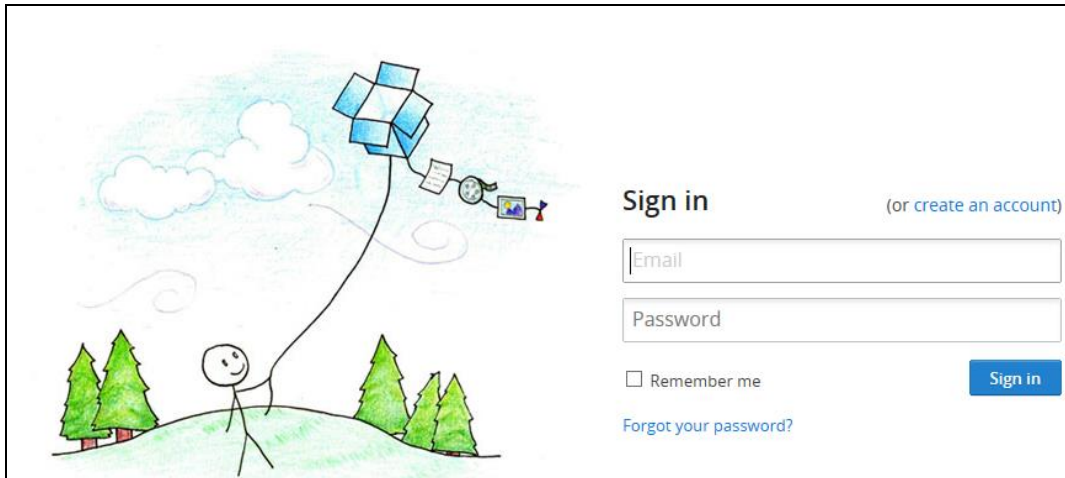 Sign in (or create an account)
Email
Password
Remember me Sign in
Forgot your password?